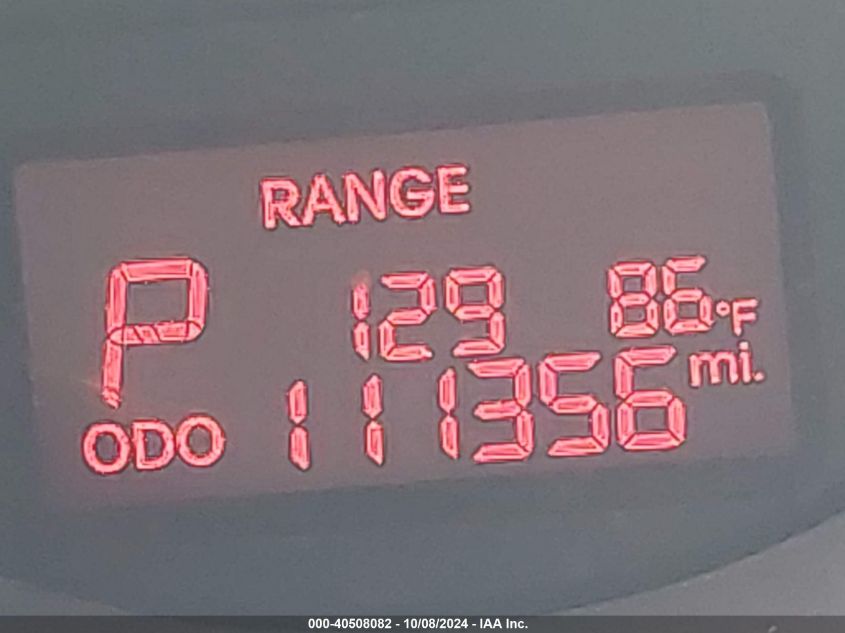 RANGE
P 129 86°F
mi.
ODO 111356
000-40508082 - 10/08/2024 - IAA Inc.